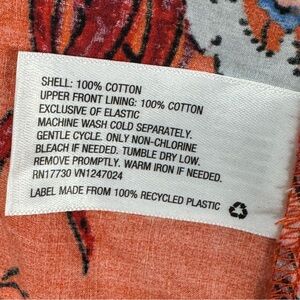 SHELL: 100% COTTON
UPPER FRONT LINING: 100% COTTON
EXCLUSIVE OF ELASTIC
MACHINE WASH COLD SEPARATELY.
GENTLE CYCLE. ONLY NON-CHLORINE
BLEACH IF NEEDED. TUMBLE DRY LOW.
REMOVE PROMPTLY. WARM IRON IF NEEDED.
RN17730 VN1247024
LABEL MADE FROM 100% RECYCLED PLASTIC